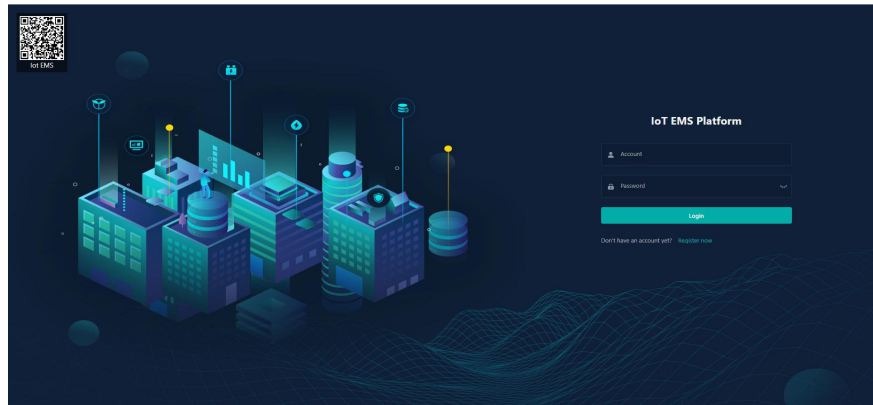 Iot EMS
IoT EMS Platform
Account
Password
Login
Don't have an account yet? Register now